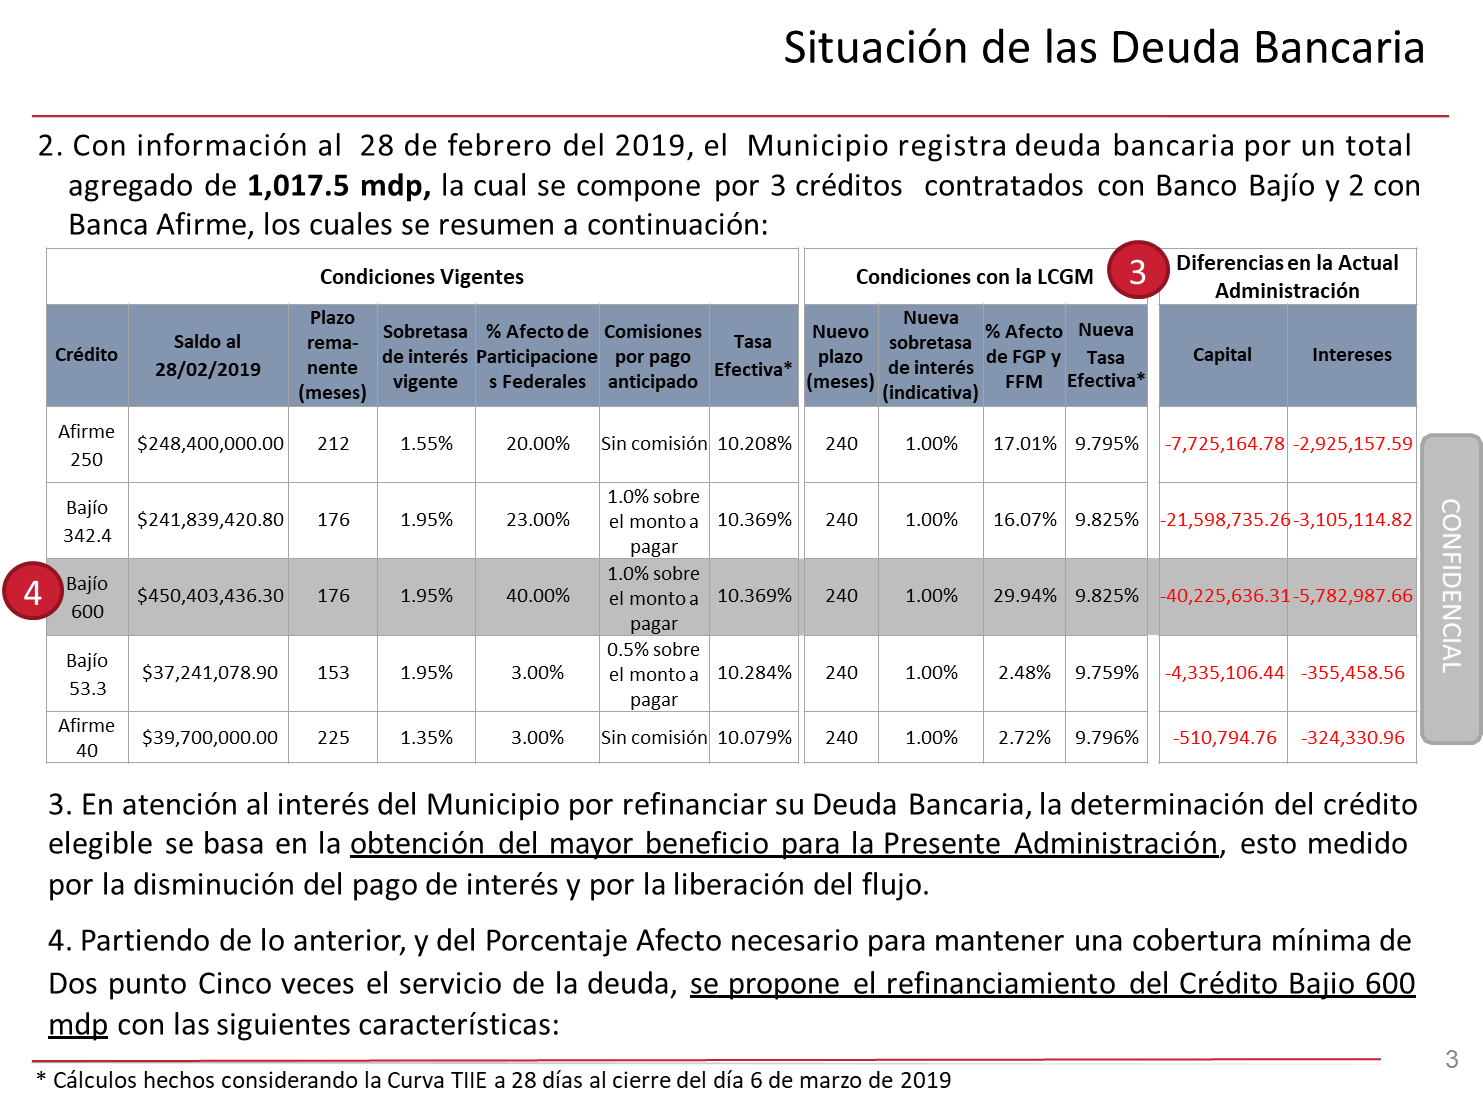 Situación de las Deuda Bancaria
2. Con información al 28 de febrero del 2019, el Municipio registra deuda bancaria por un total
agregado de 1,017.5 mdp, la cual se compone por 3 créditos contratados con Banco Bajío y 2 con
Banca Afirme, los cuales se resumen a continuación:
Condiciones Vigentes
Condiciones con la LCGM
3
Diferencias en la Actual
Administración
Crédito
Saldo al
28/02/2019
Plazo
rema-
nente
(meses)
Sobretasa
de interés
vigente
% Afecto de
Participacione
s Federales
Comisiones
por pago
anticipado
Tasa
Efectiva*
Nuevo
plazo
(meses)
Nueva
sobretasa
de interés
(indicativa)
% Afecto
de FGP y
FFM
Nueva
Tasa
Efectiva*
Capital
Intereses
Afirme
250
$248,400,000.00
212
1.55%
20.00%
Sin comisión
10.208%
240
1.00%
17.01%
9.795%
-7,725,164.78
-2,925,157.59
Bajío
342.4
$241,839,420.80
176
1.95%
23.00%
1.0% sobre
el monto a
pagar
10.369%
240
1.00%
16.07%
9.825%
-21,598,735.26
-3,105,114.82
4
Bajío
600
$450,403,436.30
176
1.95%
40.00%
1.0% sobre
el monto a
pagar
10.369%
240
1.00%
29.94%
9.825%
-40,225,636.31
-5,782,987.66
Bajío
53.3
$37,241,078.90
153
1.95%
3.00%
0.5% sobre
el monto a
pagar
10.284%
240
1.00%
2.48%
9.759%
-4,335,106.44
-355,458.56
Afirme
40
$39,700,000.00
225
1.35%
3.00%
Sin comisión
10.079%
240
1.00%
2.72%
9.796%
-510,794.76
-324,330.96
CONFIDENCIAL
3. En atención al interés del Municipio por refinanciar su Deuda Bancaria, la determinación del crédito
elegible se basa en la obtención del mayor beneficio para la Presente Administración, esto medido
por la disminución del pago de interés y por la liberación del flujo.
4. Partiendo de lo anterior, y del Porcentaje Afecto necesario para mantener una cobertura mínima de
Dos punto Cinco veces el servicio de la deuda, se propone el refinanciamiento del Crédito Bajio 600
mdp con las siguientes características:
3
* Cálculos hechos considerando la Curva TIIE a 28 días al cierre del día 6 de marzo de 2019